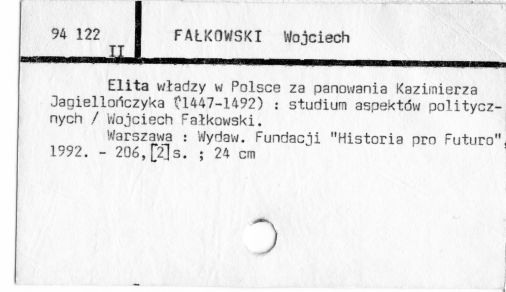 94 122
II
FAŁKOWSKI Wojciech
Elita władzy w Polsce za panowania Kazimierza
Jagiellończyka (1447-1492) : studium aspektów politycz-
nych / Wojciech Fałkowski.
Warszawa : Wydaw. Fundacji "Historia pro Futuro",
1992. - 206,[2]s. ; 24 cm